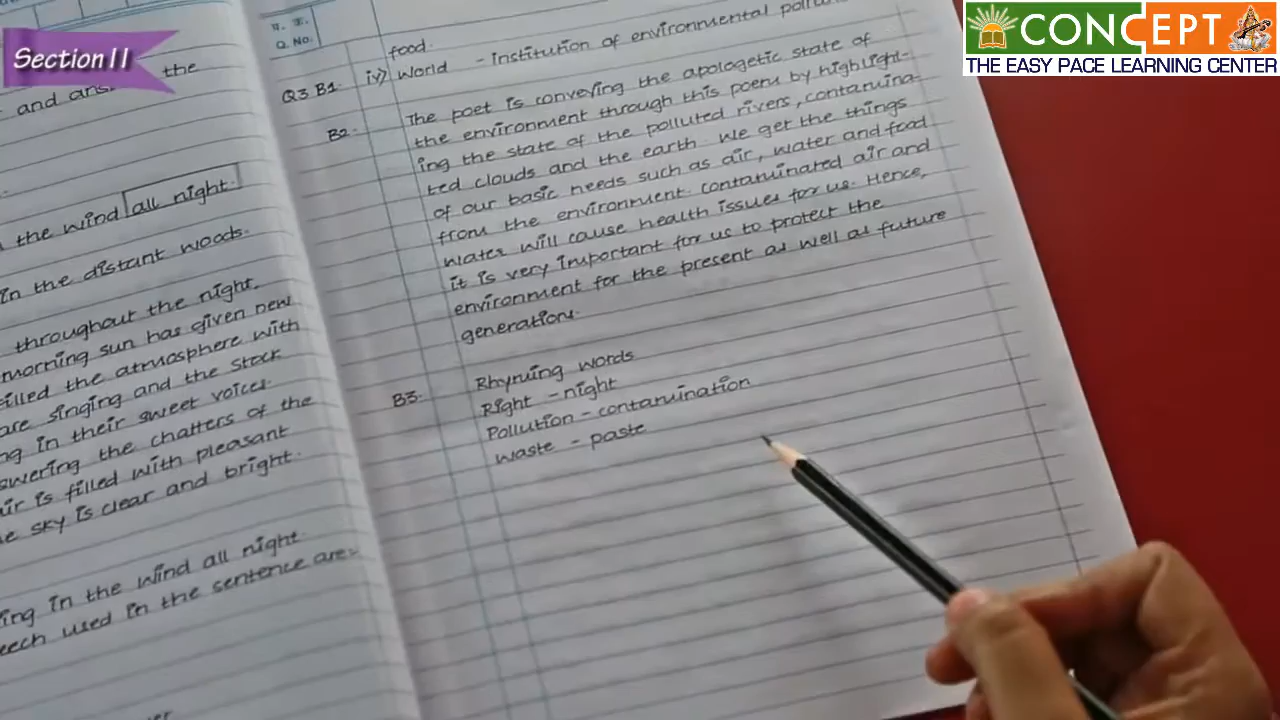 Section II
CONCEPT
THE EASY PACE LEARNING CENTER
the
and
the wind all night.
in the distant woods.
throughout the night.
morning sun has given new
filled the atmosphere with
are singing and the stock
in their sweet voices.
the chatters of the
air is filled with pleasant
sky is clear and bright.
in the wind all night.
used in the sentence are:-
प्र. क्र.
Q. No.
food.
Q3 B1. iv) World - institution of environmental
B2. The poet is conveying the apologetic state of
the environment through this poem by highlight-
ing the state of the polluted rivers, contamina-
ted clouds and the earth. We get the things
of our basic needs such as air, water and food
from the environment. contaminated air and
water will cause health issues for us. Hence,
it is very important for us to protect the
environment for the present as well as future
generations.
B3. Rhyming words
Right - night
Pollution - contamination
waste - paste